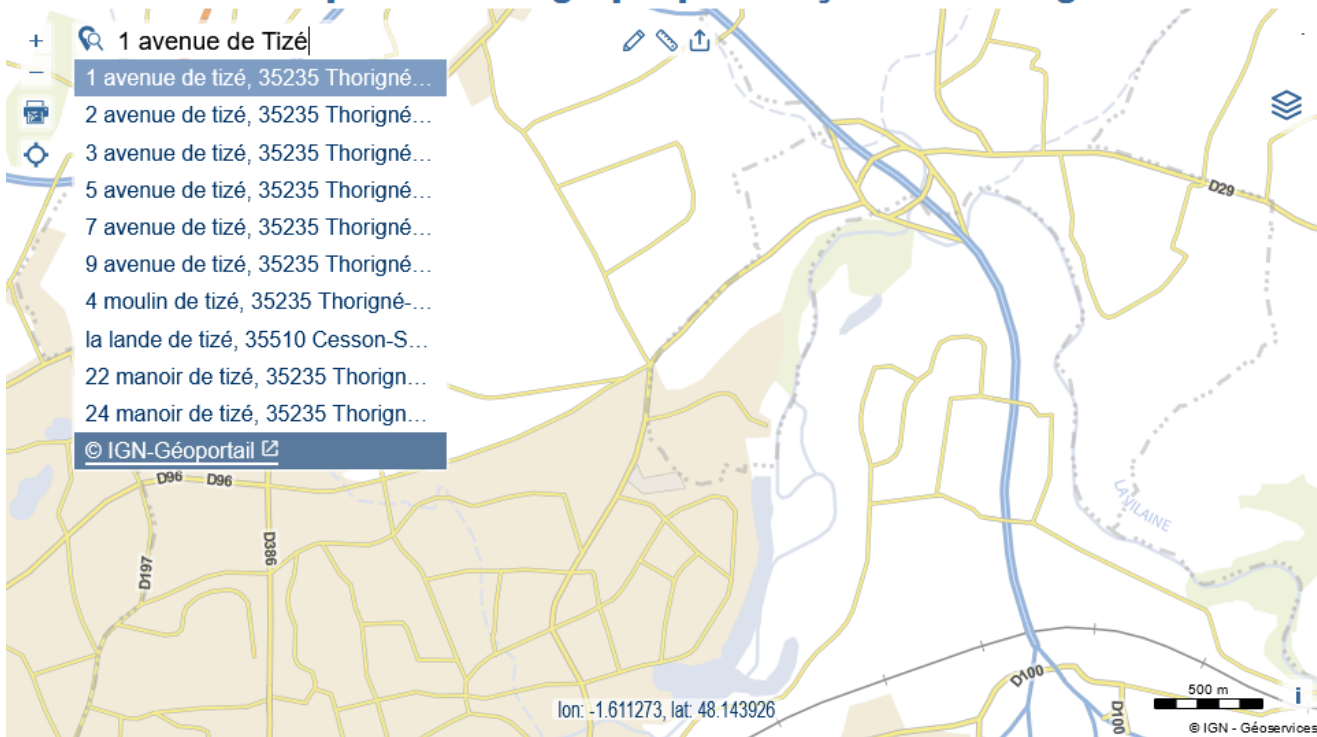 +
1 avenue de Tizé
−
1 avenue de tizé, 35235 Thorigné...
2 avenue de tizé, 35235 Thorigné...
3 avenue de tizé, 35235 Thorigné...
5 avenue de tizé, 35235 Thorigné...
7 avenue de tizé, 35235 Thorigné...
9 avenue de tizé, 35235 Thorigné...
4 moulin de tizé, 35235 Thorigné-...
la lande de tizé, 35510 Cesson-S...
22 manoir de tizé, 35235 Thorign...
24 manoir de tizé, 35235 Thorign...
© IGN-Géoportail
D29
D96 D96
D386
D197
LA VILAINE
D100
D100
lon: -1.611273, lat: 48.143926
500 m
i
© IGN - Géoservices